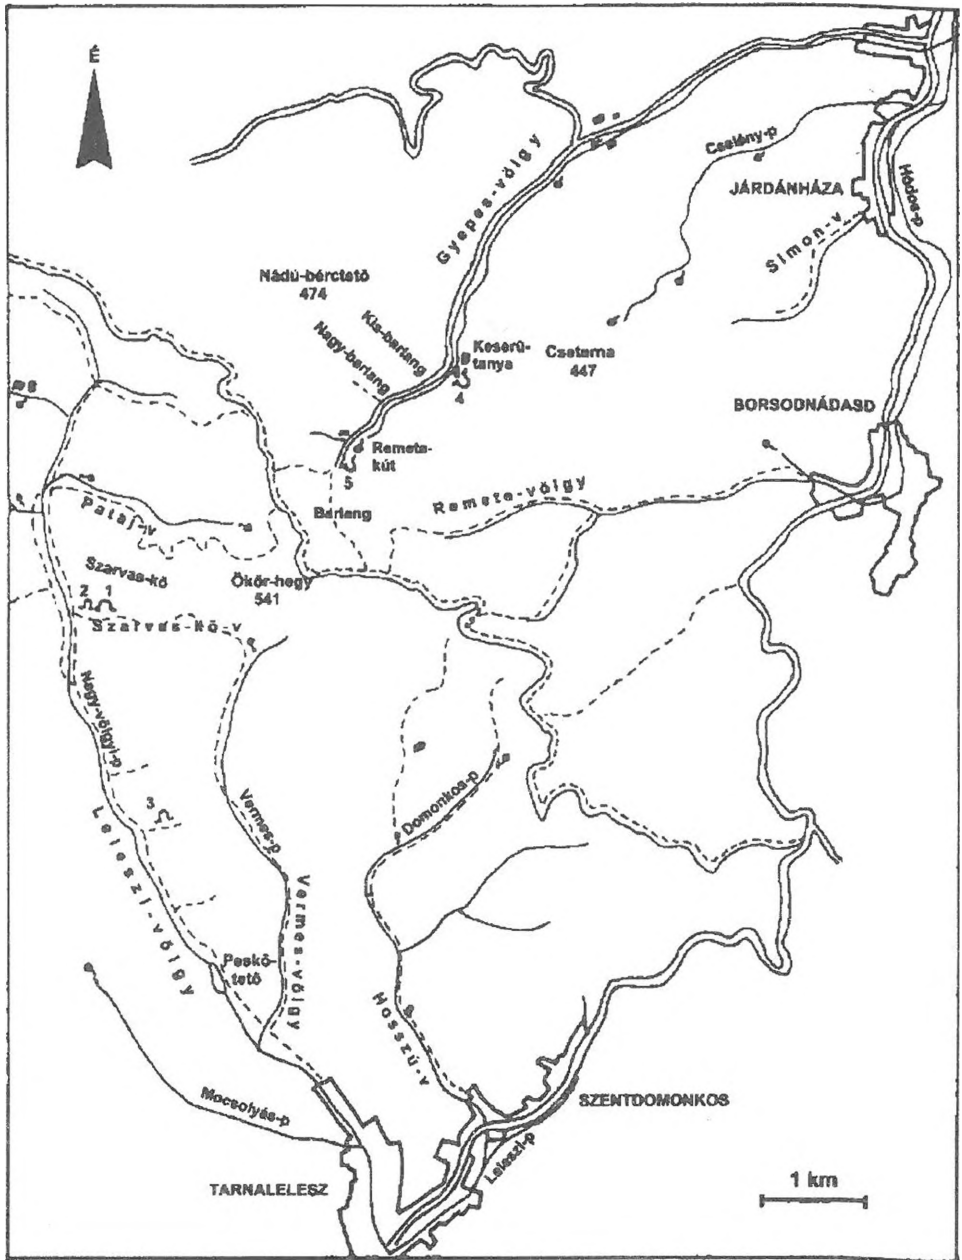 É
Cselény-p
JÁRDÁNHÁZA
Hódos-p
Gyepes-völgy
Simon-v
Nádú-bérctető
474
Kis-barlang
Nagy-barlang
Keserű-
tanya
4
Cseterna
447
BORSODNÁDASD
Remete-
kút
5
Barlang
Remete-völgy
Pataj-v
Szarvas-kő
2 1
Ökör-hegy
541
Szarvas-kő-v
Nagy-völgyi-p
3
Vermes-p
Domonkos-p
Leleszi-völgy
Vermes-völgy
Peskő-
tető
Hosszú-v
Mocsolyás-p
SZENTDOMONKOS
Leleszi-p
TARNALELESZ
1 km